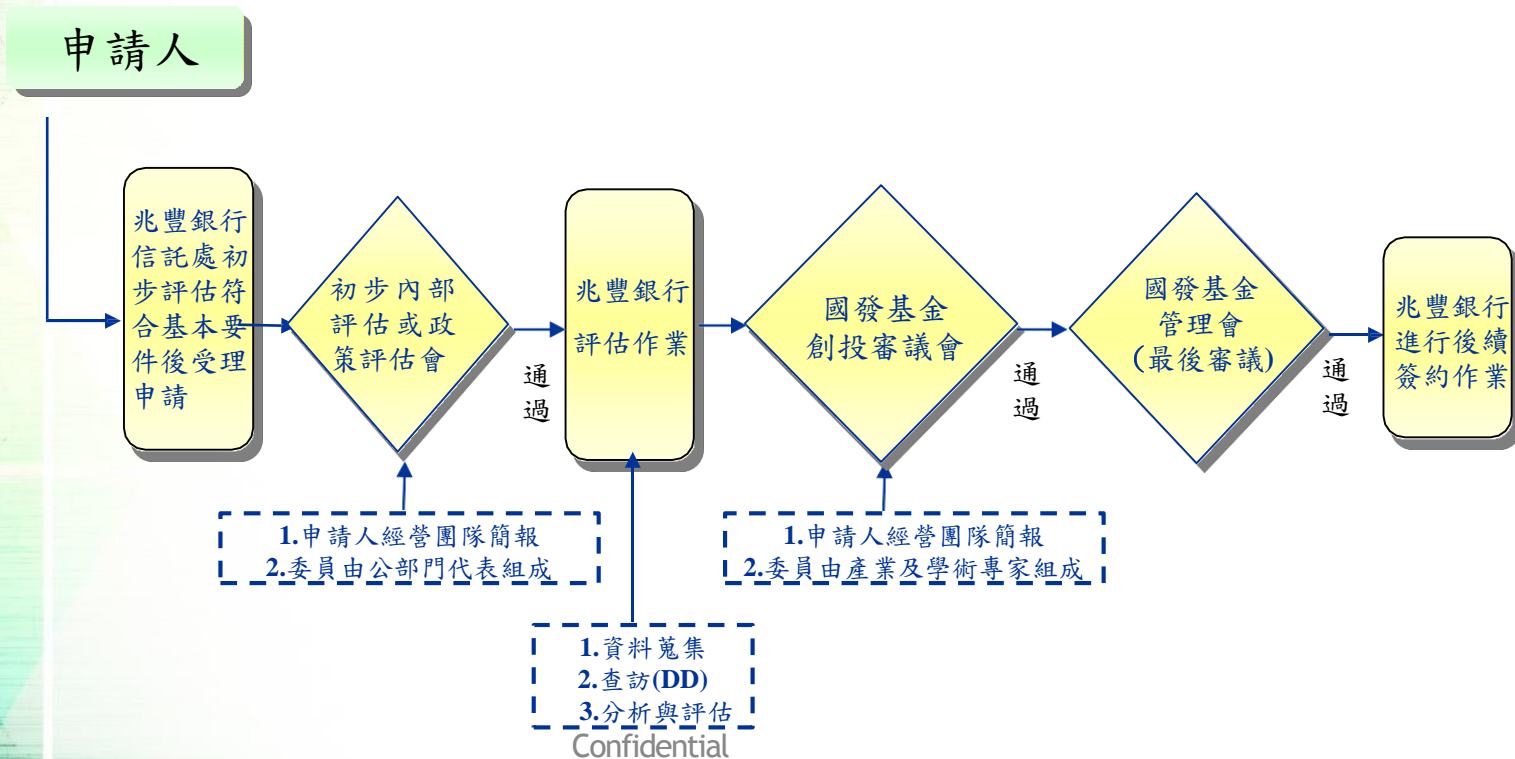 申請人
兆豐銀行
信託處初
步評估符
合基本要
件後受理
申請
初步內部
評估或政
策評估會
通
過
兆豐銀行
評估作業
國發基金
創投審議會
通
過
國發基金
管理會
(最後審議)
通
過
兆豐銀行
進行後續
簽約作業
1.申請人經營團隊簡報
2.委員由公部門代表組成
1.申請人經營團隊簡報
2.委員由產業及學術專家組成
1.資料蒐集
2.查訪(DD)
3.分析與評估
Confidential